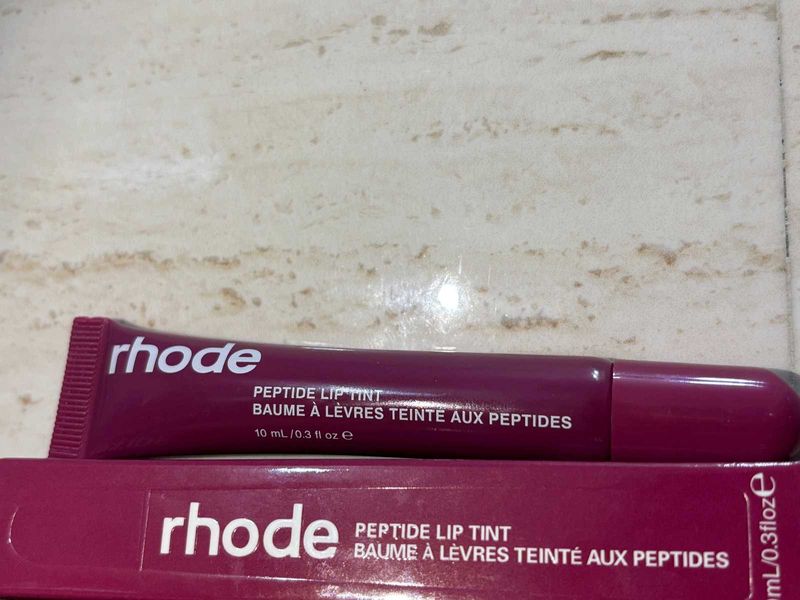 rhode
PEPTIDE LIP TINT
BAUME À LÈVRES TEINTE AUX PEPTIDES
10 mL/0.3 fl oz ℮
rhode
PEPTIDE LIP TINT
BAUME À LÈVRES TEINTÉ AUX PEPTIDES
mL/0.3floz℮